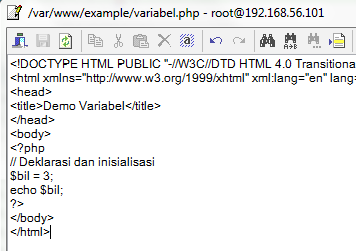 /var/www/example/variabel.php - root@192.168.56.101
<!DOCTYPE HTML PUBLIC "-//W3C//DTD HTML 4.0 Transitiona
<html xmlns="http://www.w3.org/1999/xhtml" xml:lang="en" lang=
<head>
<title>Demo Variabel</title>
</head>
<body>
<?php
// Deklarasi dan inisialisasi
$bil = 3;
echo $bil;
?>
</body>
</html>